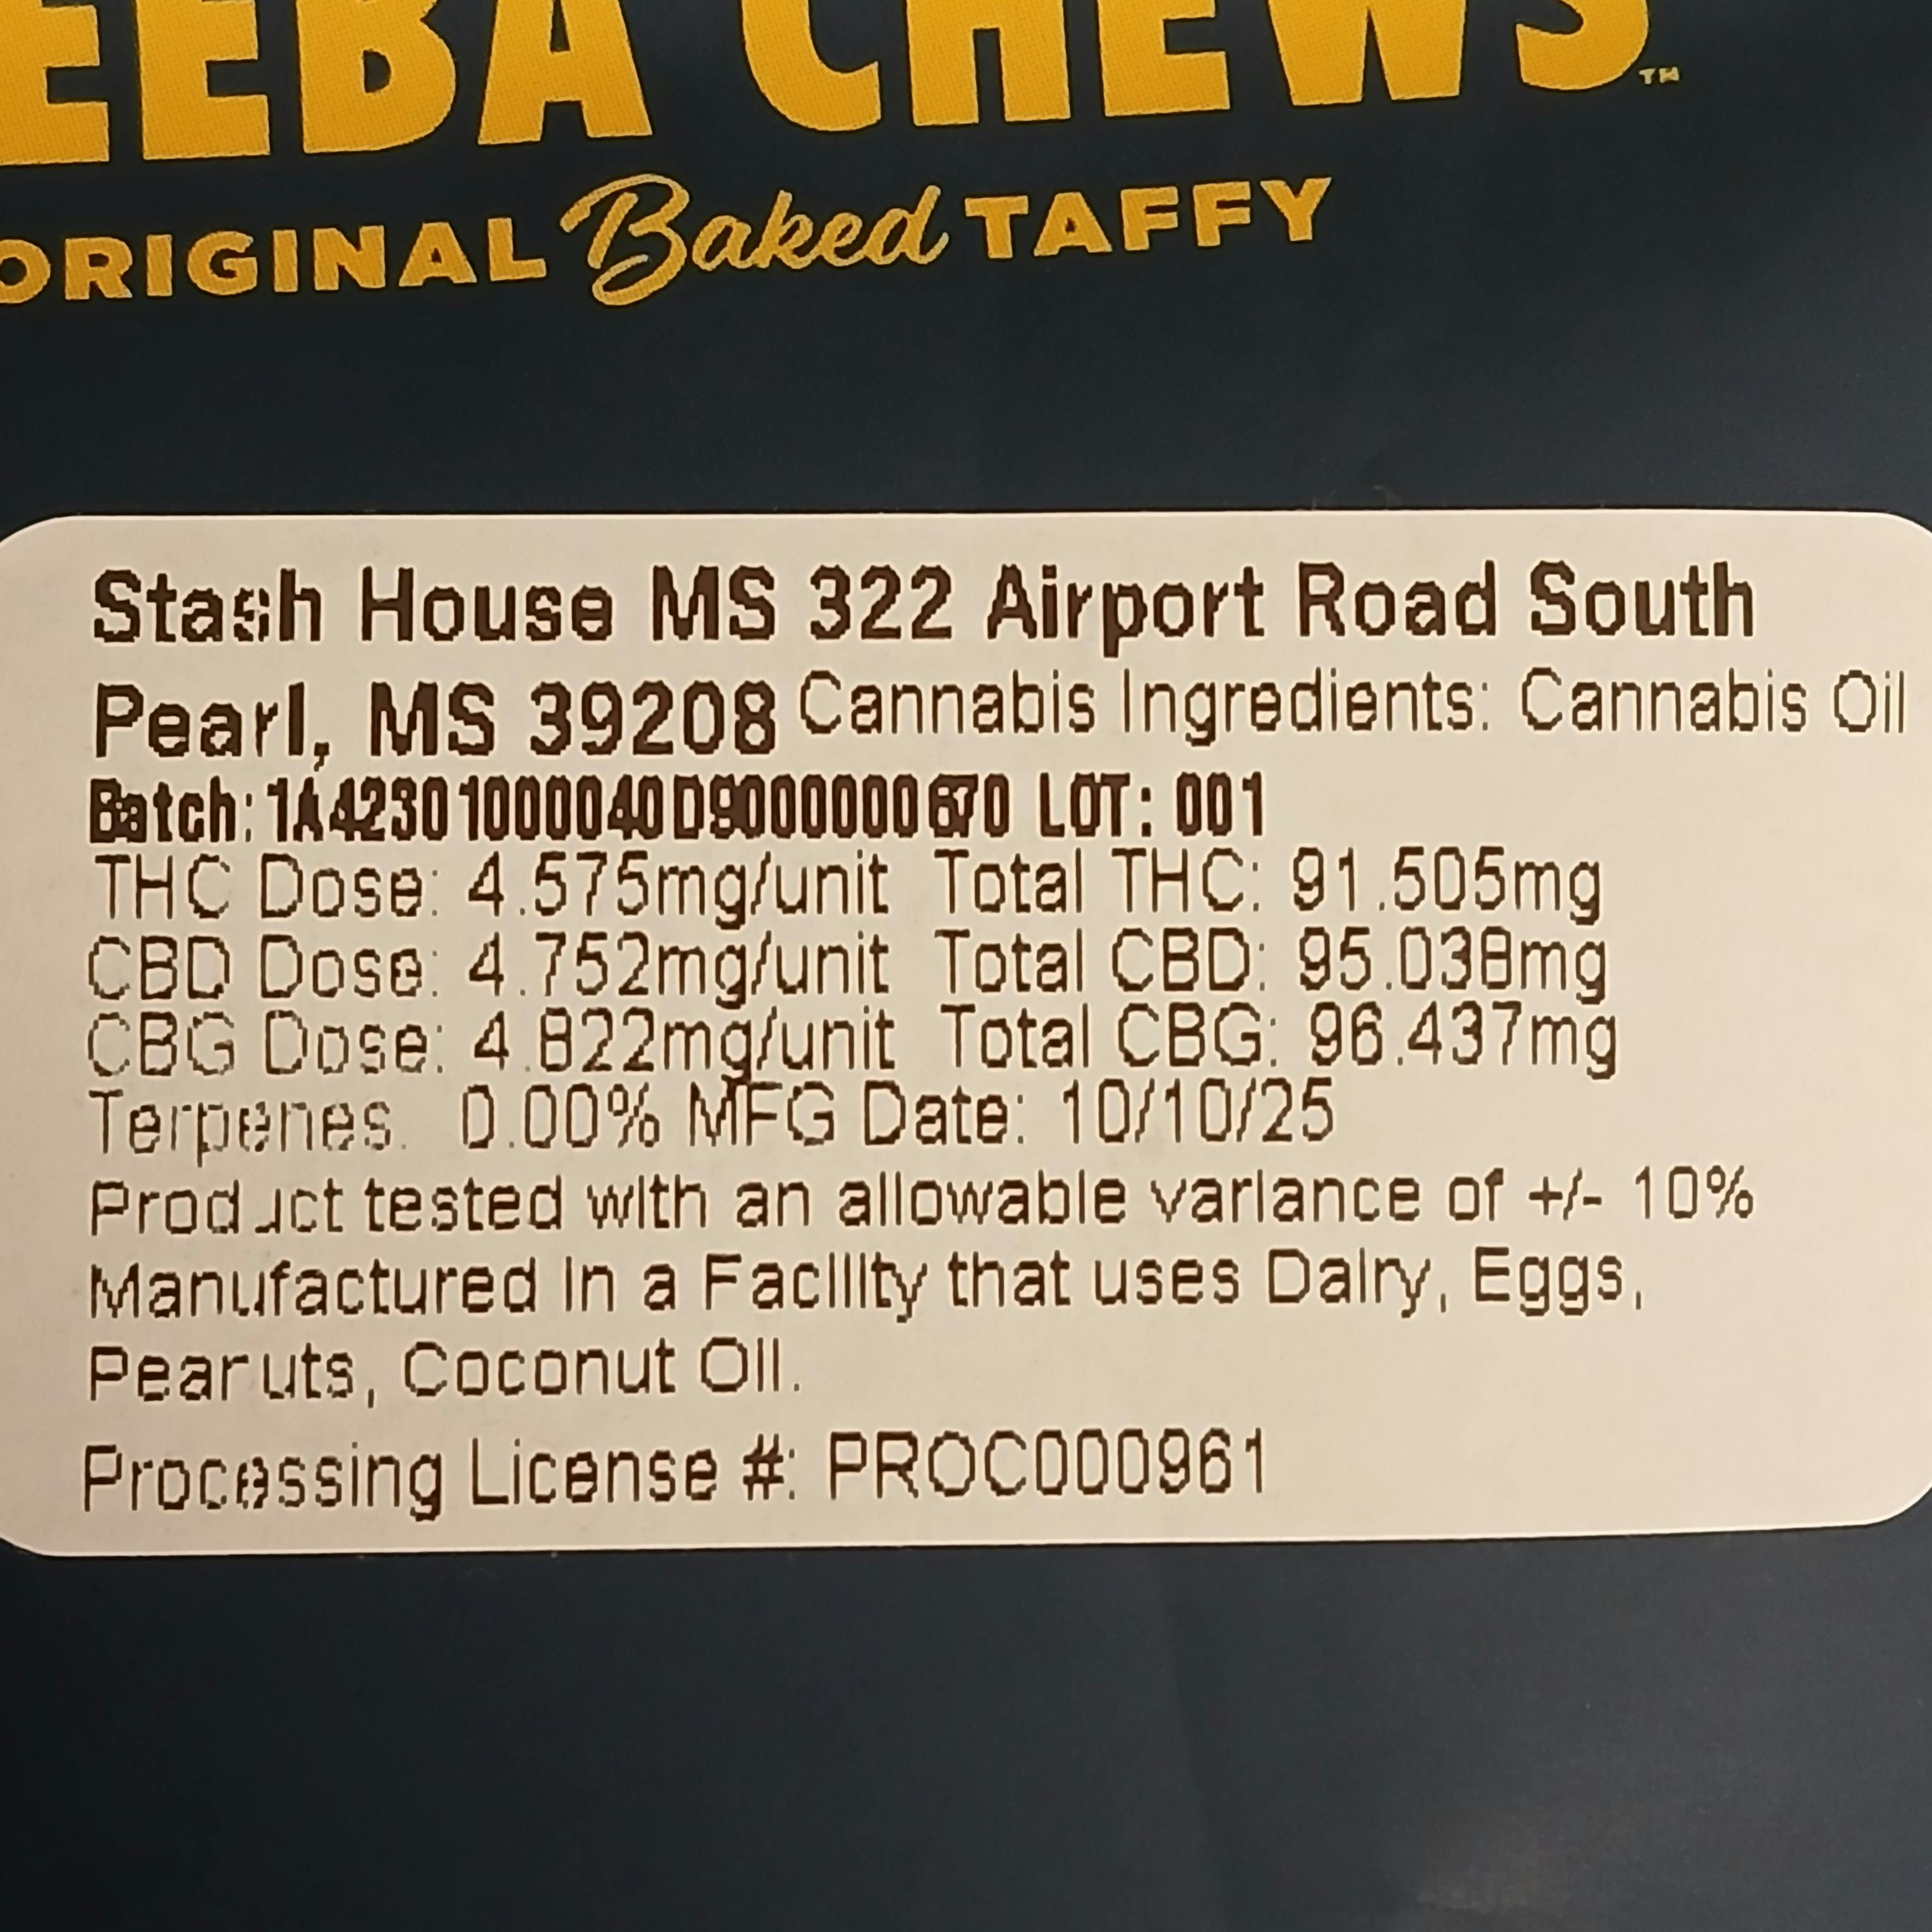 EEBA CHEWS™
ORIGINAL Baked TAFFY
Stash House MS 322 Airport Road South
Pearl, MS 39208 Cannabis Ingredients: Cannabis Oil
Batch: 1A42301000040D9000000670 LOT: 001
THC Dose: 4.575mg/unit Total THC: 91.505mg
CBD Dose: 4.752mg/unit Total CBD: 95.038mg
CBG Dose: 4.822mg/unit Total CBG: 96.437mg
Terpenes. 0.00% MFG Date: 10/10/25
Product tested with an allowable variance of +/- 10%
Manufactured in a Facility that uses Dairy, Eggs,
Peanuts, Coconut Oil.
Processing License #: PROC000961